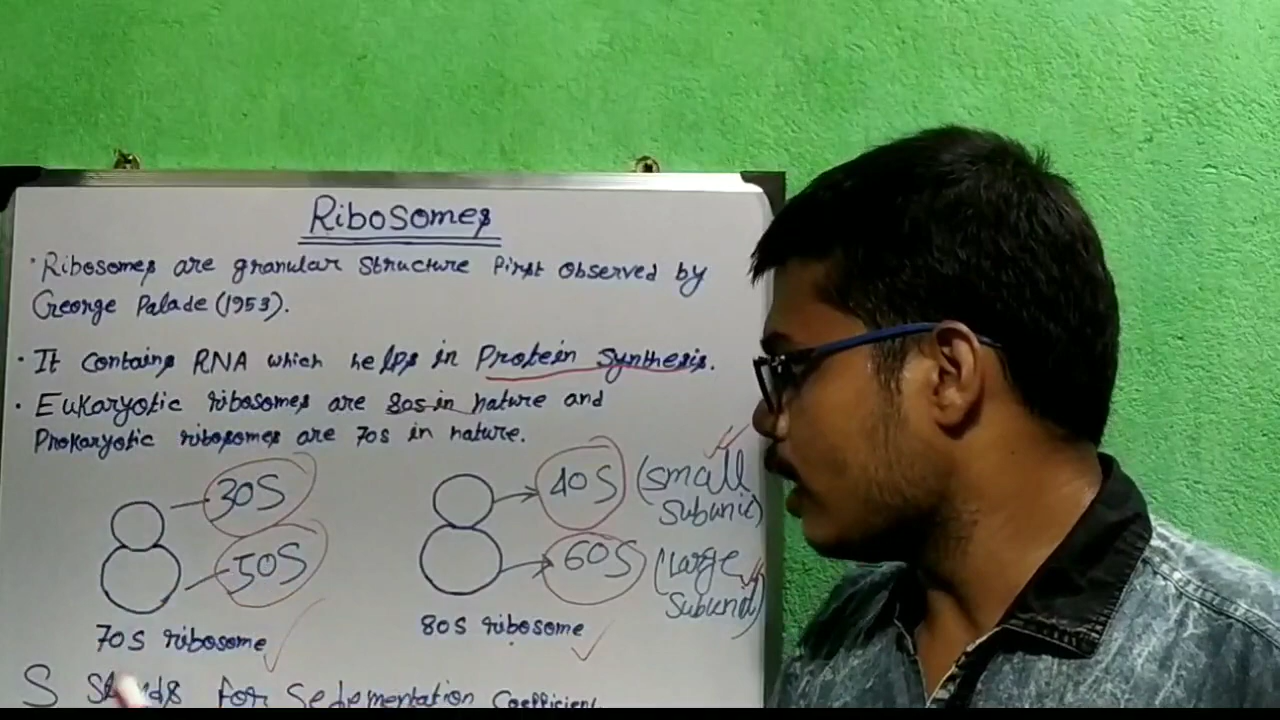 Ribosomes
· Ribosomes are granular structure first observed by
George Palade (1953).
· It contains RNA which helps in Protein Synthesis.
· Eukaryotic ribosomes are 80s in nature and
Prokaryotic ribosomes are 70s in nature.
30S
50S
70S ribosome
40S (small
subunit)
60S (large
subunit)
80S ribosome
S stands for Sedementation coefficient.